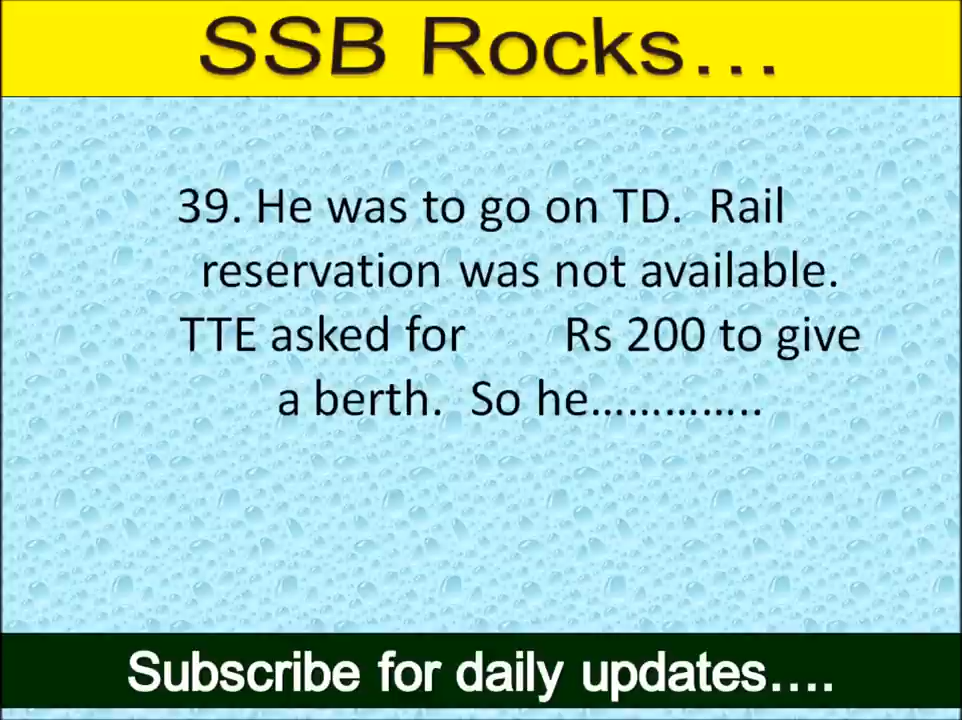 SSB Rocks...
39. He was to go on TD. Rail
reservation was not available.
TTE asked for Rs 200 to give
a berth. So he…………..
Subscribe for daily updates….